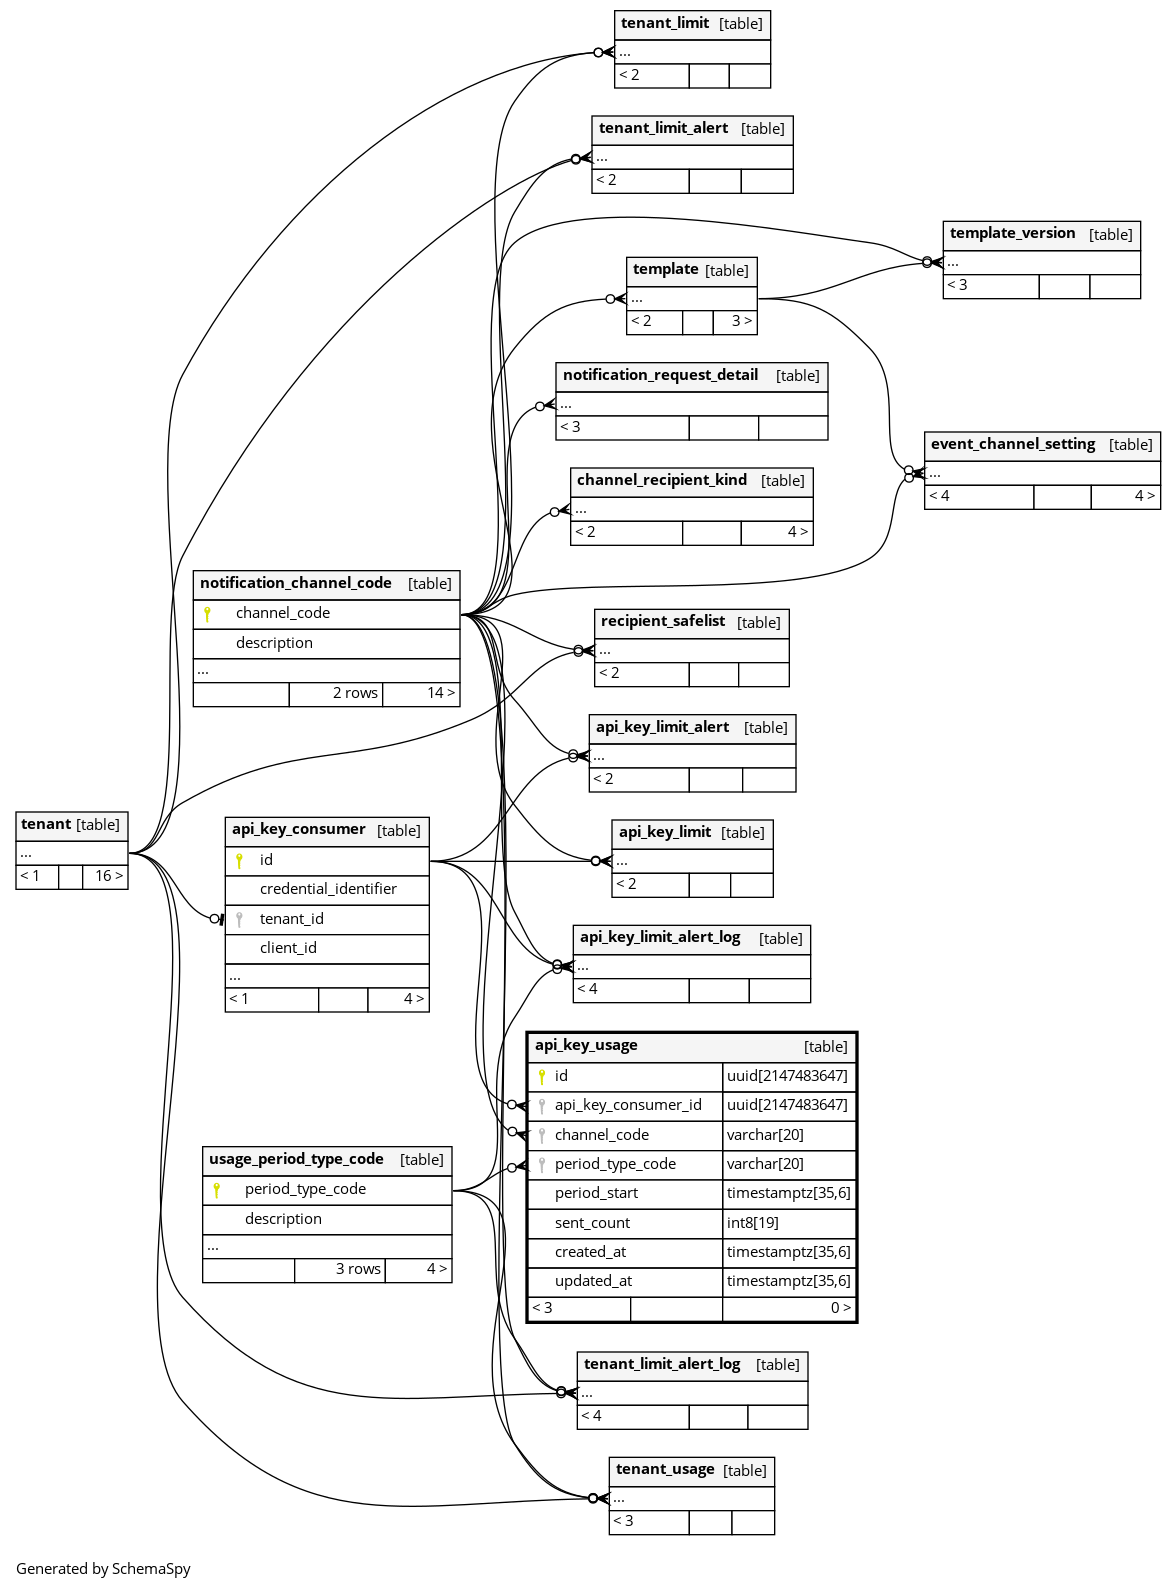 tenant_limit [table]
...
< 2
tenant_limit_alert [table]
...
< 2
template_version [table]
...
< 3
template [table]
...
< 2 3 >
notification_request_detail [table]
...
< 3
event_channel_setting [table]
...
< 4 4 >
channel_recipient_kind [table]
...
< 2 4 >
notification_channel_code [table]
channel_code
description
...
2 rows 14 >
recipient_safelist [table]
...
< 2
api_key_limit_alert [table]
...
< 2
tenant [table]
...
< 1 16 >
api_key_consumer [table]
id
credential_identifier
tenant_id
client_id
...
< 1 4 >
api_key_limit [table]
...
< 2
api_key_limit_alert_log [table]
...
< 4
api_key_usage [table]
id uuid[2147483647]
api_key_consumer_id uuid[2147483647]
channel_code varchar[20]
period_type_code varchar[20]
period_start timestamptz[35,6]
sent_count int8[19]
created_at timestamptz[35,6]
updated_at timestamptz[35,6]
< 3 0 >
usage_period_type_code [table]
period_type_code
description
...
3 rows 4 >
tenant_limit_alert_log [table]
...
< 4
tenant_usage [table]
...
< 3
Generated by SchemaSpy